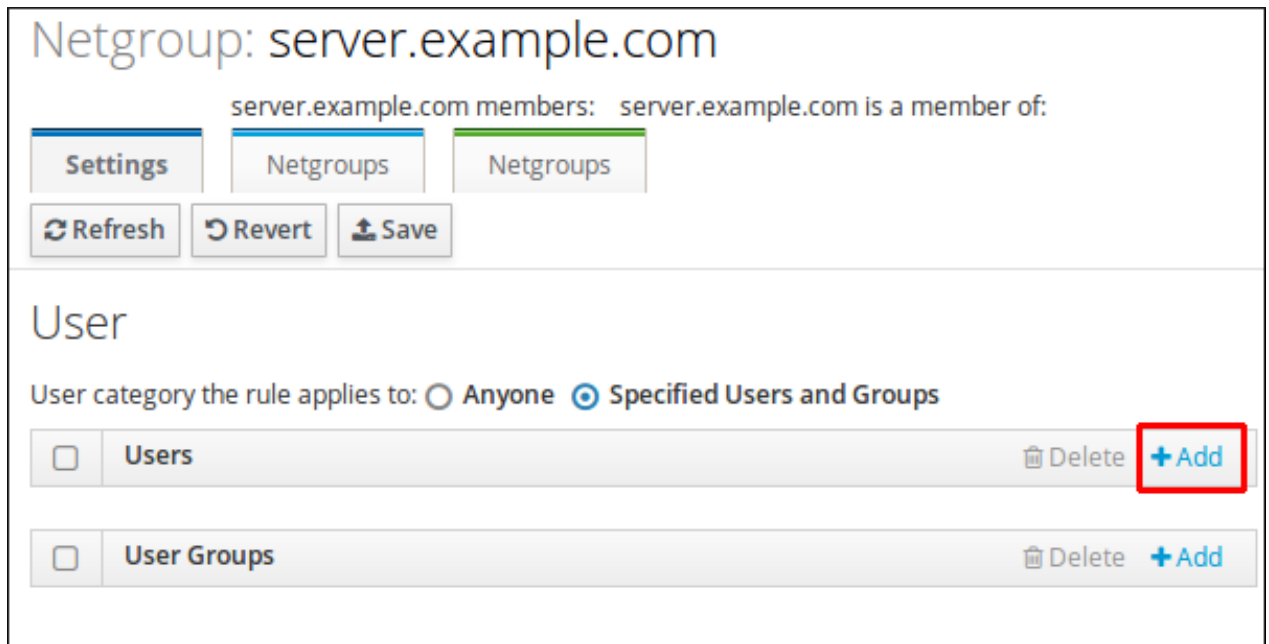 Netgroup: server.example.com
server.example.com members: server.example.com is a member of:
Settings Netgroups Netgroups
Refresh Revert Save
User
User category the rule applies to: Anyone Specified Users and Groups
Users Delete +Add
User Groups Delete +Add